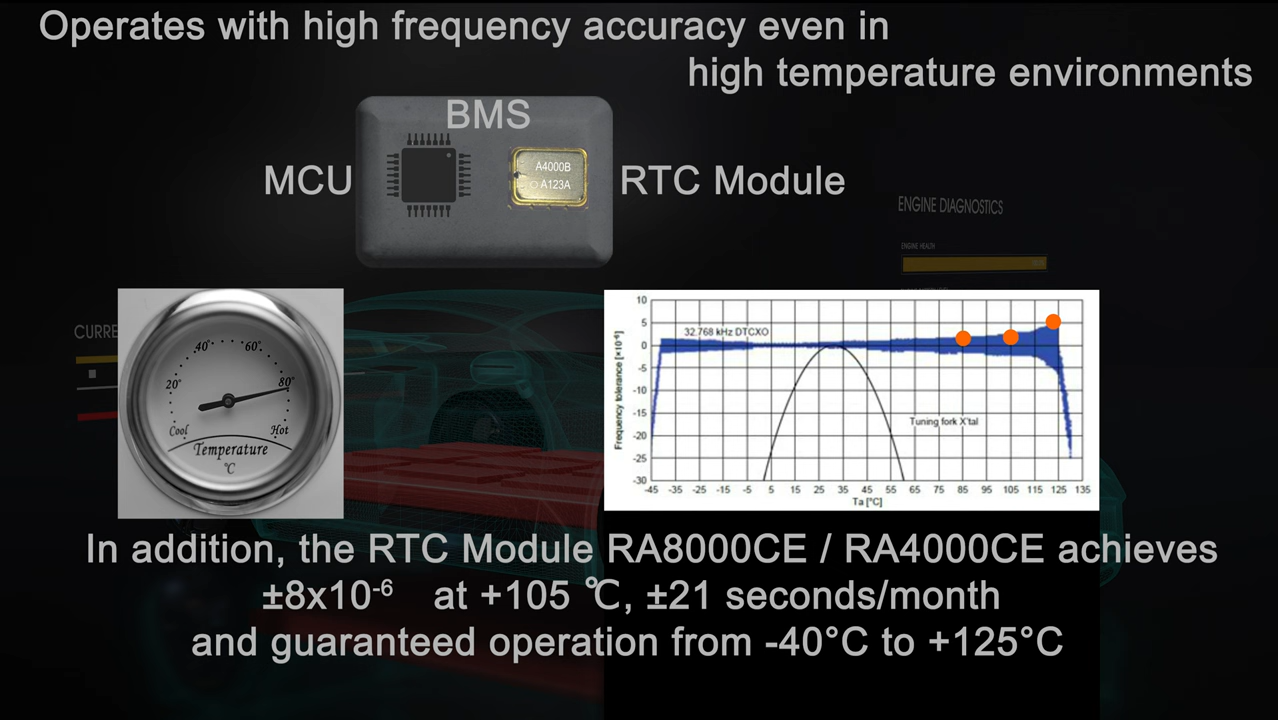 Operates with high frequency accuracy even in
high temperature environments
BMS
MCU
RTC Module
A4000B
A123A
ENGINE DIAGNOSTICS
ENGINE HEALTH
CURRE
20°
40°
60°
80°
Cool
Hot
Temperature
°C
32.768 kHz DTCXO
Tuning fork X'tal
Frequency tolerance [×10⁻⁶]
10
5
0
-5
-10
-15
-20
-25
-30
-45 -35 -25 -15 -5 5 15 25 35 45 55 65 75 85 95 105 115 125 135
Ta [°C]
In addition, the RTC Module RA8000CE / RA4000CE achieves
±8x10⁻⁶ at +105 ℃, ±21 seconds/month
and guaranteed operation from -40°C to +125°C